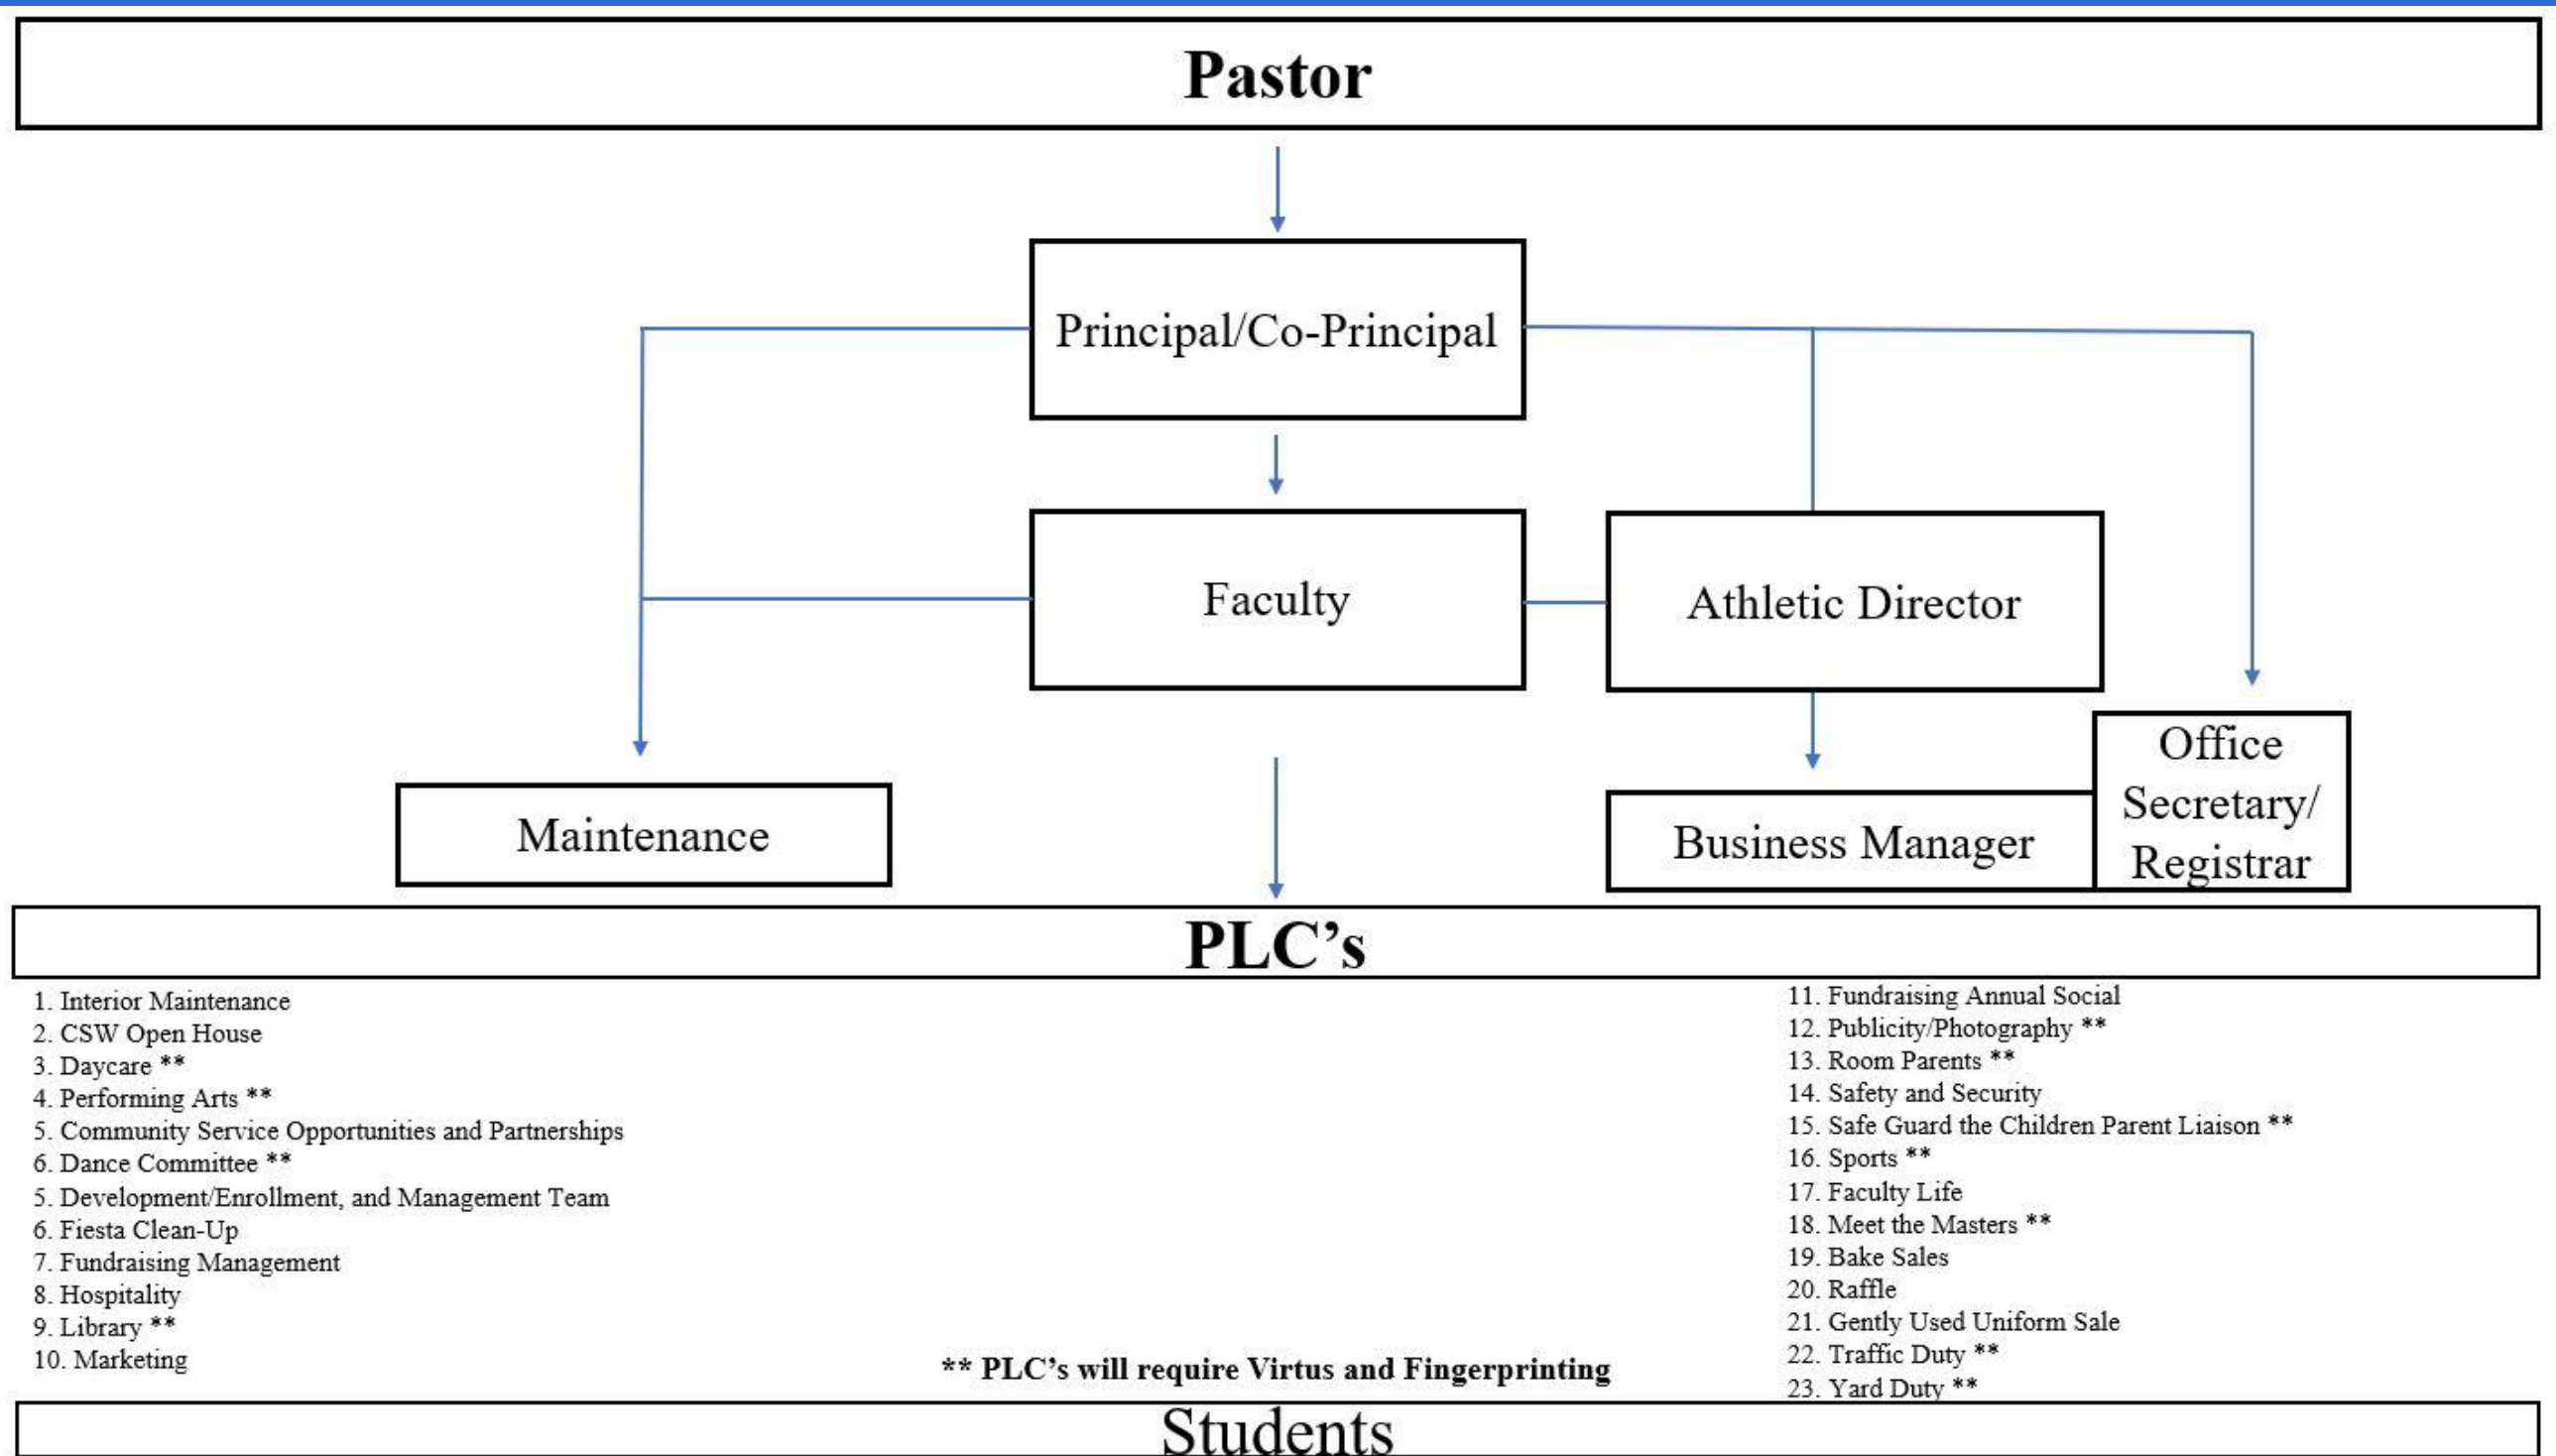 Pastor
Principal/Co-Principal
Faculty
Athletic Director
Maintenance
Business Manager
Office
Secretary/
Registrar
PLC’s
1. Interior Maintenance
2. CSW Open House
3. Daycare **
4. Performing Arts **
5. Community Service Opportunities and Partnerships
6. Dance Committee **
5. Development/Enrollment, and Management Team
6. Fiesta Clean-Up
7. Fundraising Management
8. Hospitality
9. Library **
10. Marketing
** PLC’s will require Virtus and Fingerprinting
11. Fundraising Annual Social
12. Publicity/Photography **
13. Room Parents **
14. Safety and Security
15. Safe Guard the Children Parent Liaison **
16. Sports **
17. Faculty Life
18. Meet the Masters **
19. Bake Sales
20. Raffle
21. Gently Used Uniform Sale
22. Traffic Duty **
23. Yard Duty **
Students